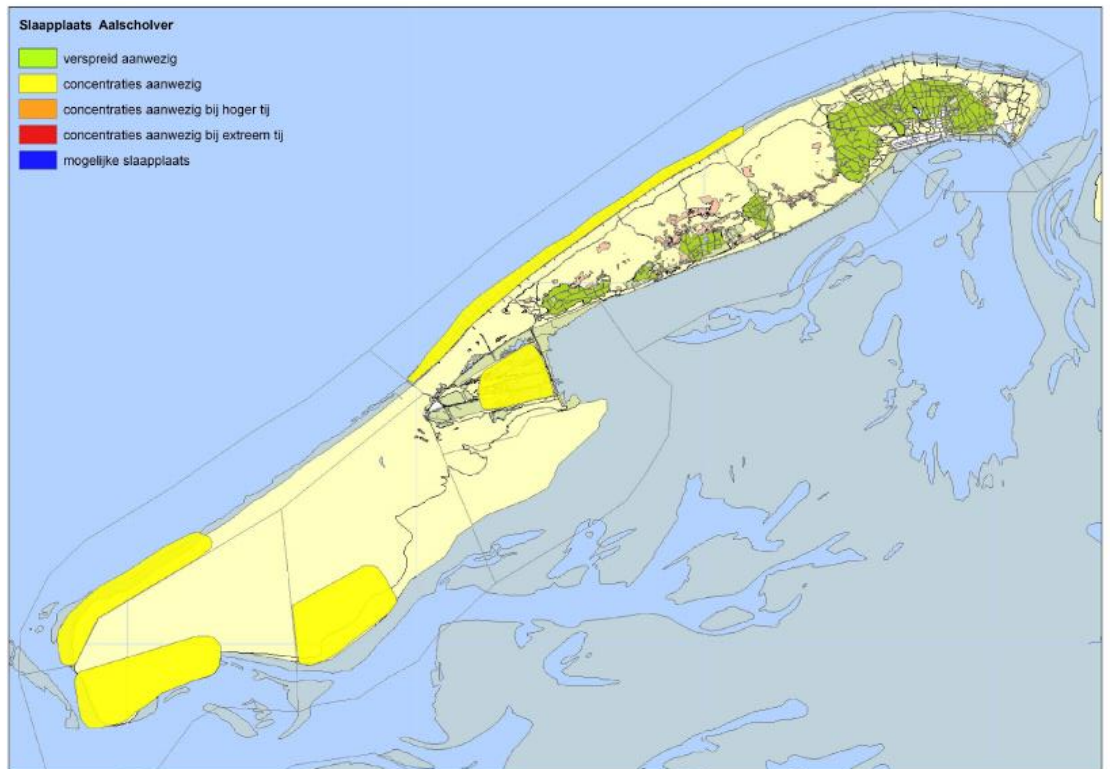 Slaapplaats Aalscholver
verspreid aanwezig
concentraties aanwezig
concentraties aanwezig bij hoger tij
concentraties aanwezig bij extreem tij
mogelijke slaapplaats